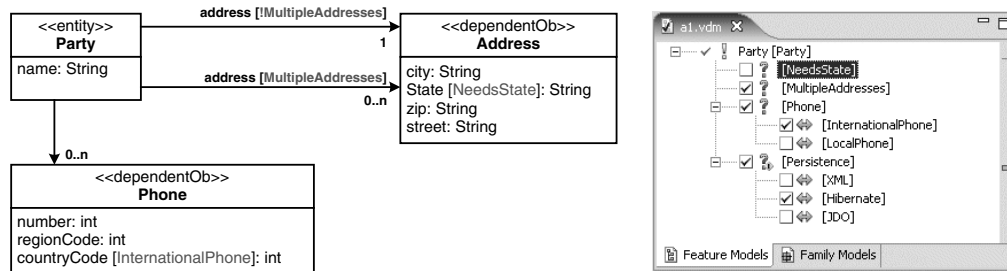 address [!MultipleAddresses]
1
<<entity>>
Party
name: String
address [MultipleAddresses]
0..n
<<dependentOb>>
Address
city: String
State [NeedsState]: String
zip: String
street: String
0..n
<<dependentOb>>
Phone
number: int
regionCode: int
countryCode [InternationalPhone]: int
a1.vdm
Party [Party]
[NeedsState]
[MultipleAddresses]
[Phone]
[InternationalPhone]
[LocalPhone]
[Persistence]
[XML]
[Hibernate]
[JDO]
Feature Models
Family Models